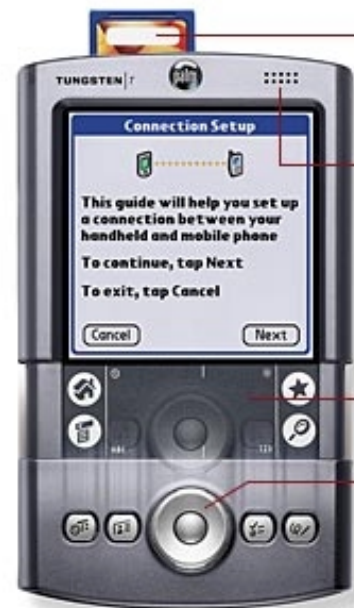 TUNGSTEN T
palm
Connection Setup
This guide will help you set up
a connection between your
handheld and mobile phone
To continue, tap Next
To exit, tap Cancel
Cancel Next